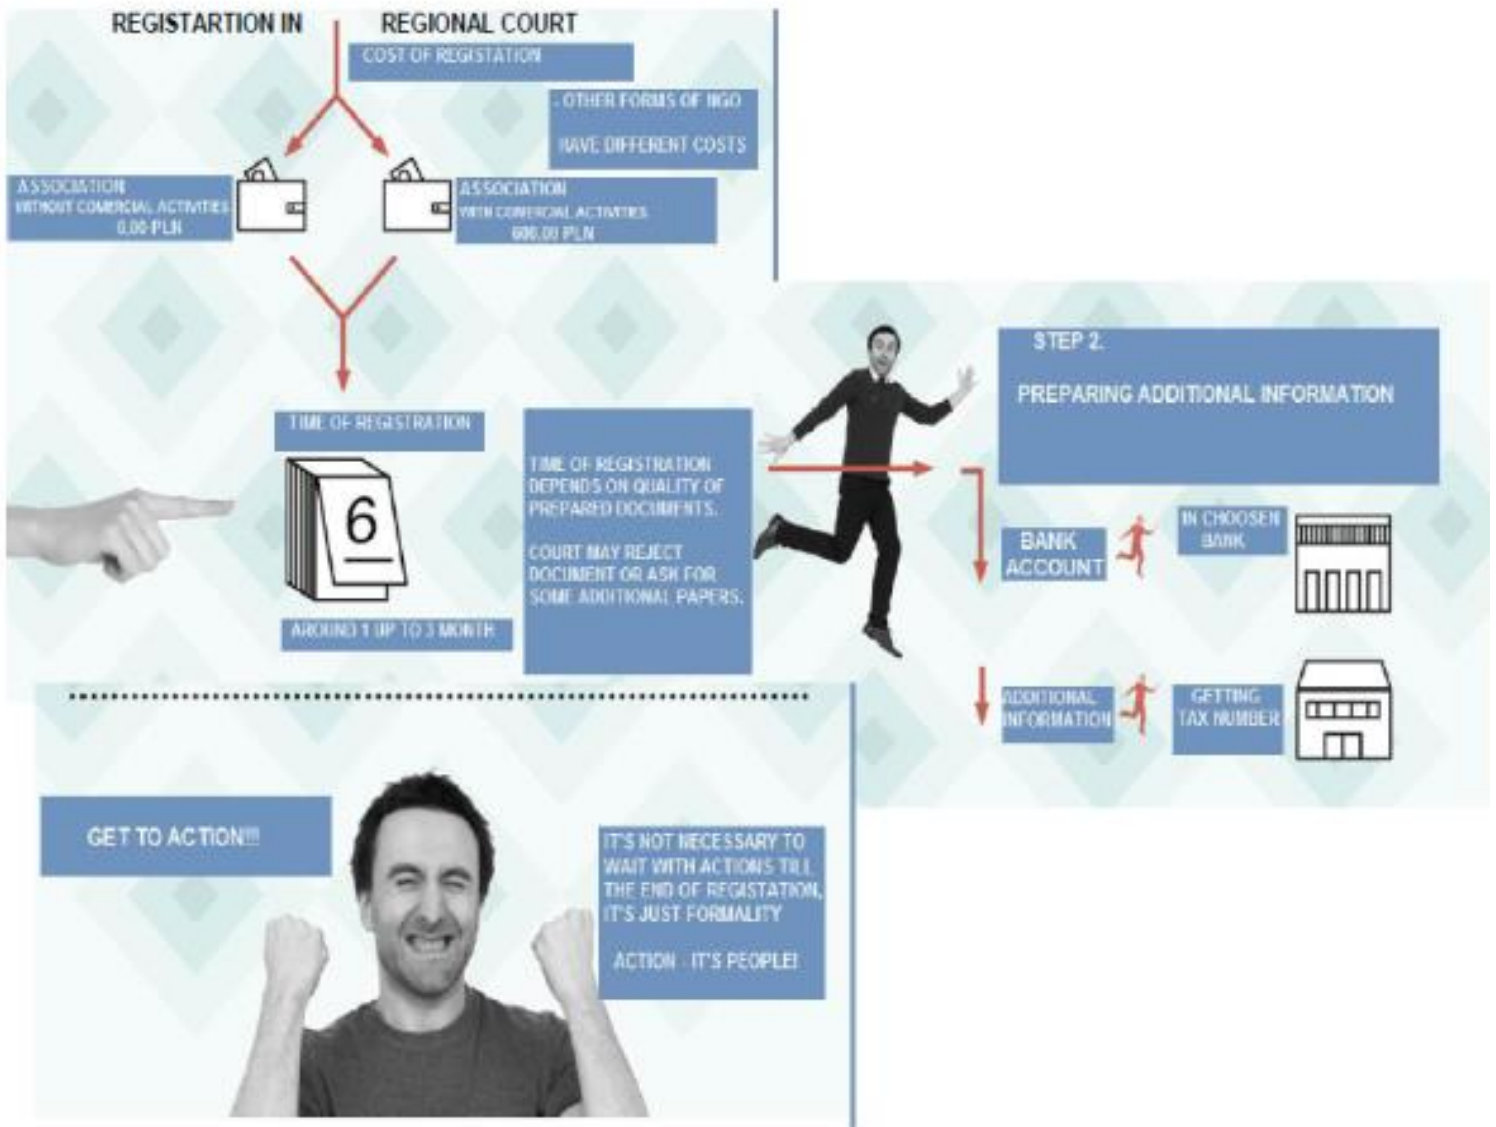 REGISTARTION IN REGIONAL COURT
COST OF REGISTATION
- OTHER FORMS OF NGO
HAVE DIFFERENT COSTS
ASSOCIATION
WITHOUT COMERCIAL ACTIVITIES
0,00 PLN
ASSOCIATION
WITH COMERCIAL ACTIVITIES
600.00 PLN
TIME OF REGISTRATION
6
AROUND 1 UP TO 3 MONTH
TIME OF REGISTRATION
DEPENDS ON QUALITY OF
PREPARED DOCUMENTS.
COURT MAY REJECT
DOCUMENT OR ASK FOR
SOME ADDITIONAL PAPERS.
STEP 2.
PREPARING ADDITIONAL INFORMATION
BANK
ACCOUNT
IN CHOOSEN
BANK
ADDITIONAL
INFORMATION
GETTING
TAX NUMBER
GET TO ACTION!!!
IT'S NOT NECESSARY TO
WAIT WITH ACTIONS TILL
THE END OF REGISTATION,
IT'S JUST FORMALITY
ACTION - IT'S PEOPLE!